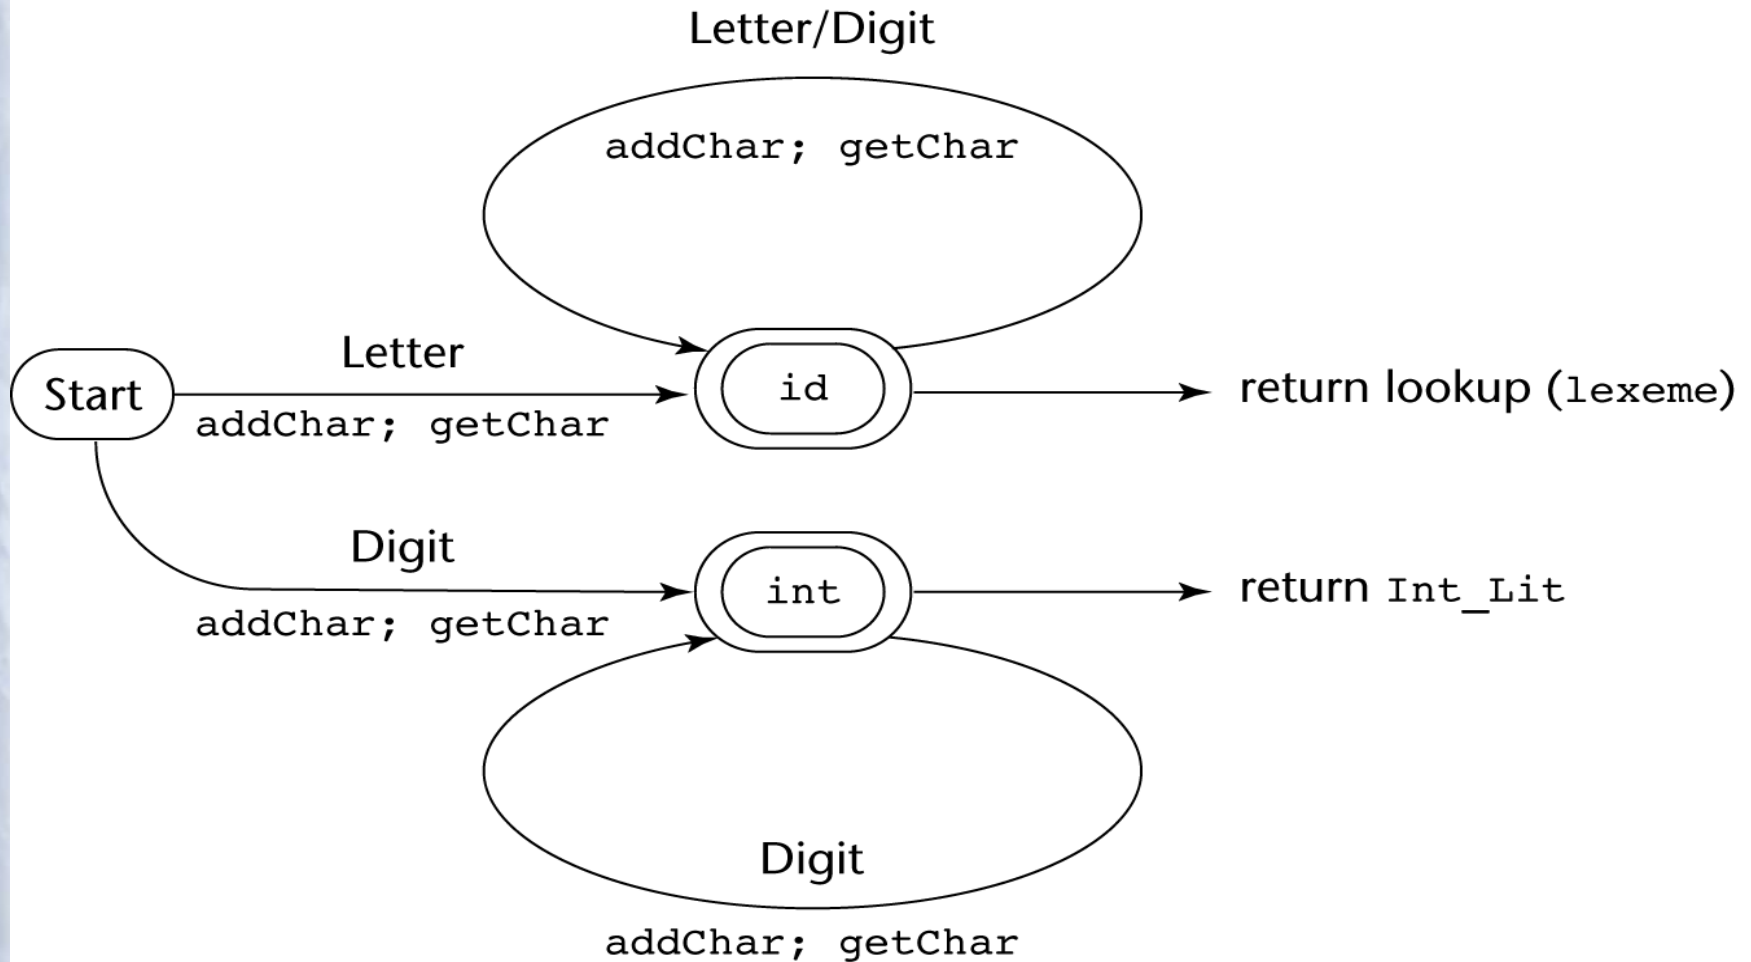 Letter/Digit
addChar; getChar
Letter
Start
id
return lookup (lexeme)
addChar; getChar
Digit
int
return Int_Lit
addChar; getChar
Digit
addChar; getChar